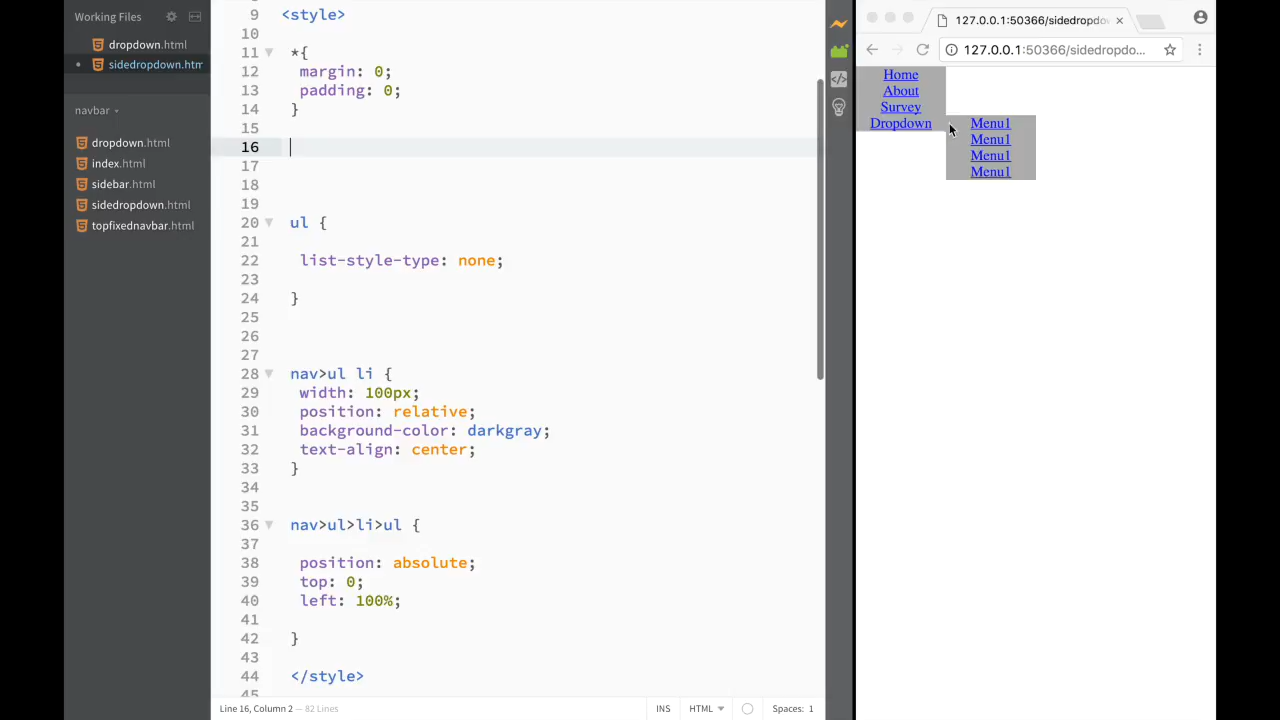 Working Files
dropdown.html
sidedropdown.htm
navbar
dropdown.html
index.html
sidebar.html
sidedropdown.html
topfixednavbar.html
9 <style>
10
11 *{
12 margin: 0;
13 padding: 0;
14 }
15
16
17
18
19
20 ul {
21
22 list-style-type: none;
23
24 }
25
26
27
28 nav>ul li {
29 width: 100px;
30 position: relative;
31 background-color: darkgray;
32 text-align: center;
33 }
34
35
36 nav>ul>li>ul {
37
38 position: absolute;
39 top: 0;
40 left: 100%;
41
42 }
43
44 </style>
45
Line 16, Column 2 — 82 Lines
INS
HTML
Spaces: 1
127.0.0.1:50366/sidedropdo
127.0.0.1:50366/sidedropdo...
Home
About
Survey
Dropdown
Menu1
Menu1
Menu1
Menu1